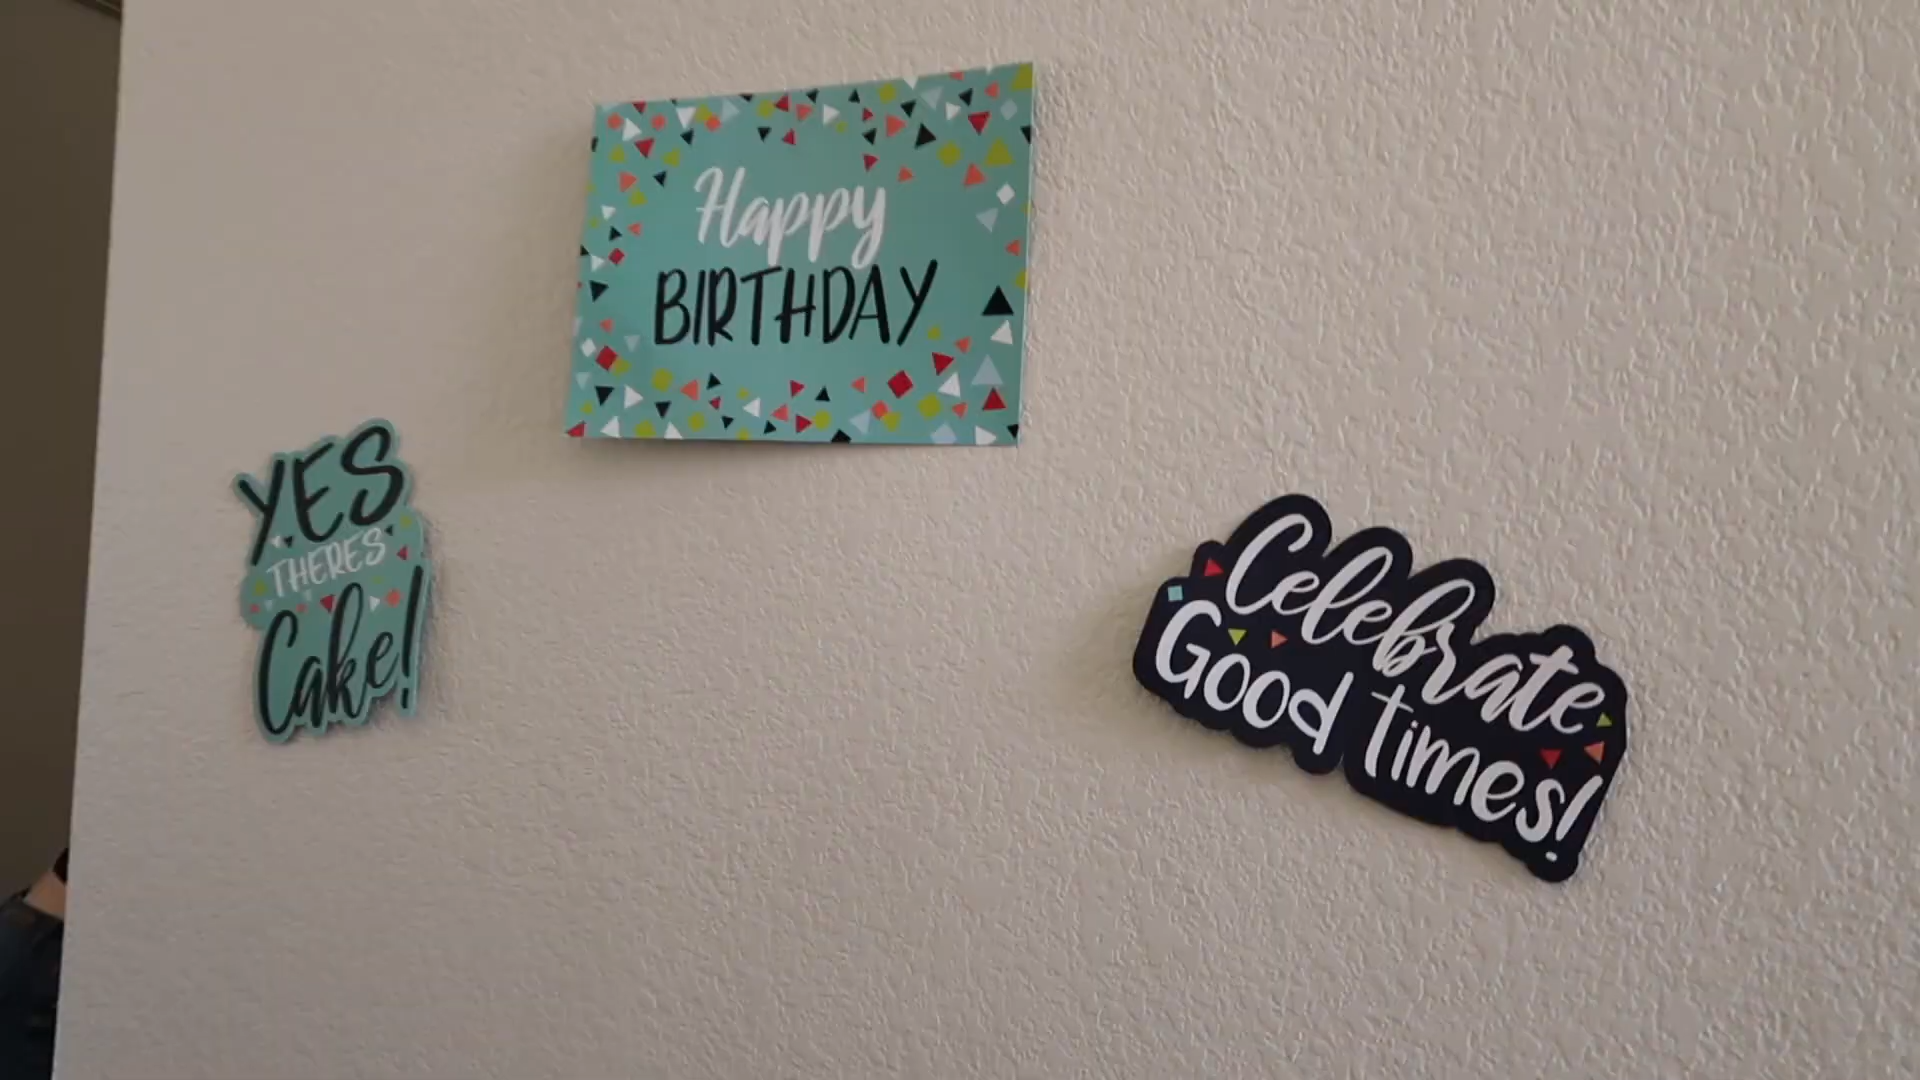 Happy
BIRTHDAY
YES
THERES
Cake!
Celebrate
Good Times!